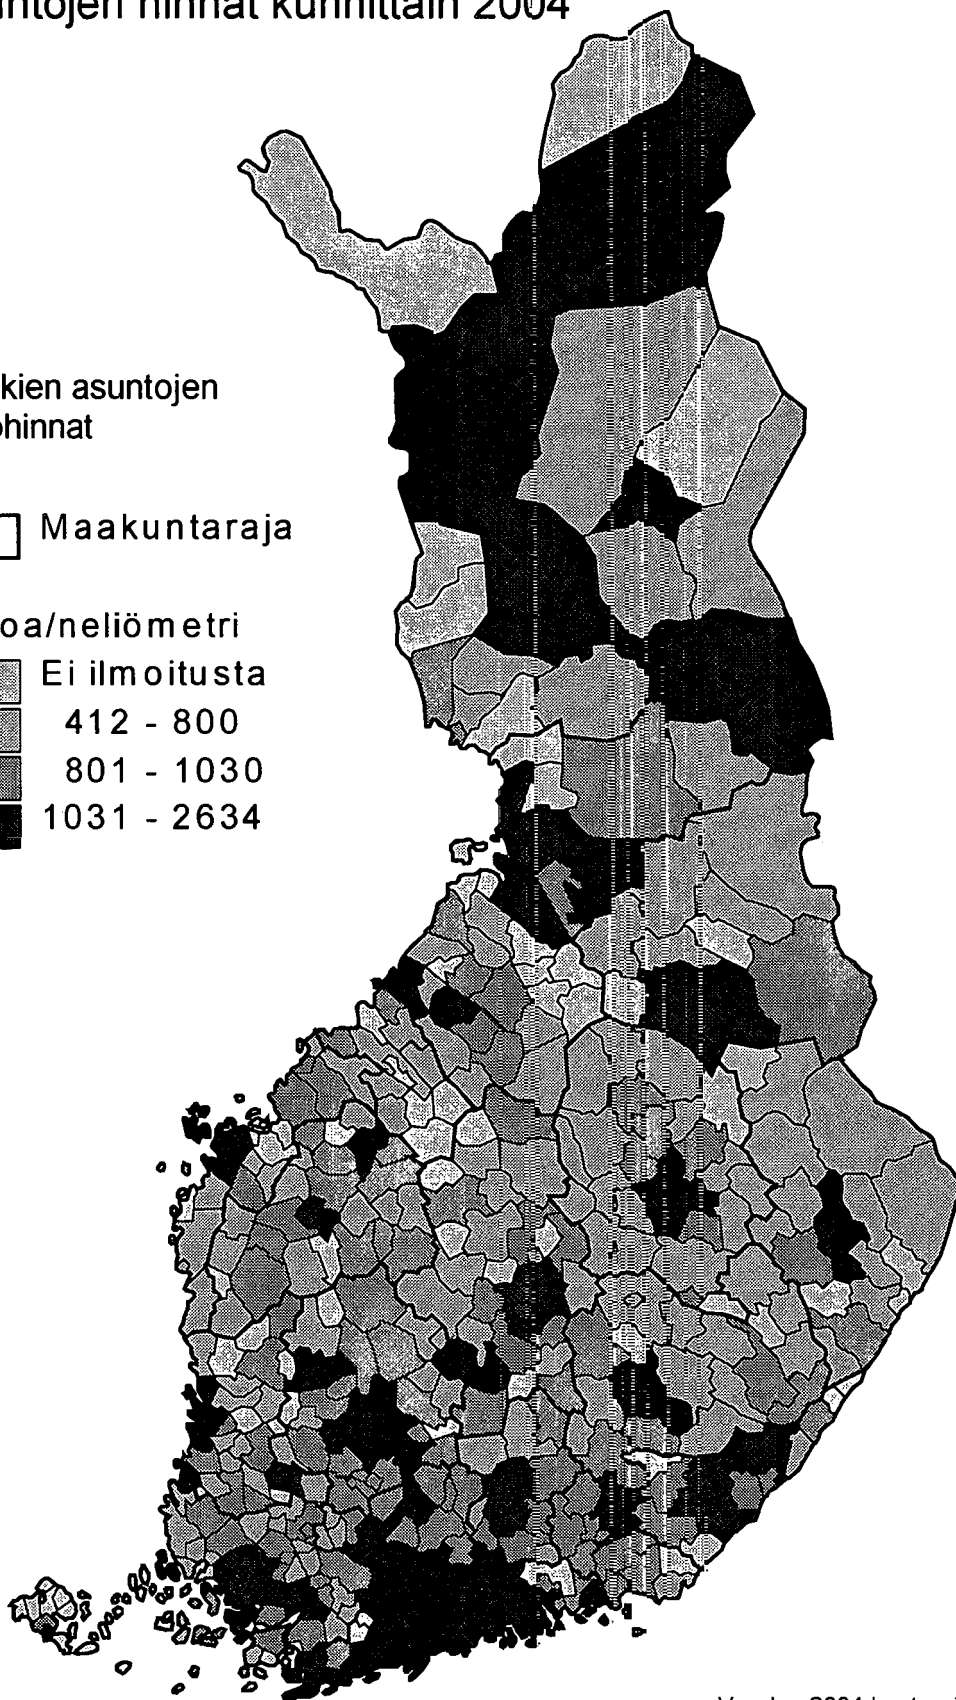 ntojen hinnat kunnittain 2004
kien asuntojen
hinnat
Maakuntaraja
oa/neliömetri
Ei ilmoitusta
412 - 800
801 - 1030
1031 - 2634